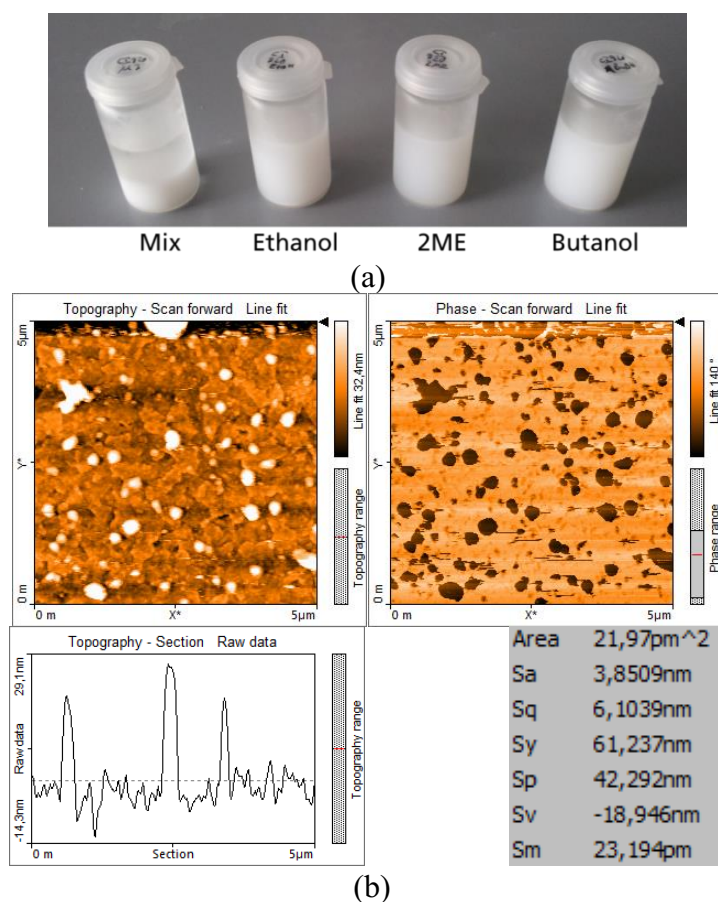 Mix Ethanol 2ME Butanol
(a)
Topography - Scan forward Line fit
5µm
Y*
0 m
0 m X* 5µm
Line fit 32,4nm
Topography range
Phase - Scan forward Line fit
5µm
Y*
0 m
0 m X* 5µm
Line fit 140 °
Phase range
Topography - Section Raw data
29,1nm
Raw data
-14,3nm
0 m Section 5µm
Topography range
Area 21,97pm^2
Sa 3,8509nm
Sq 6,1039nm
Sy 61,237nm
Sp 42,292nm
Sv -18,946nm
Sm 23,194pm
(b)